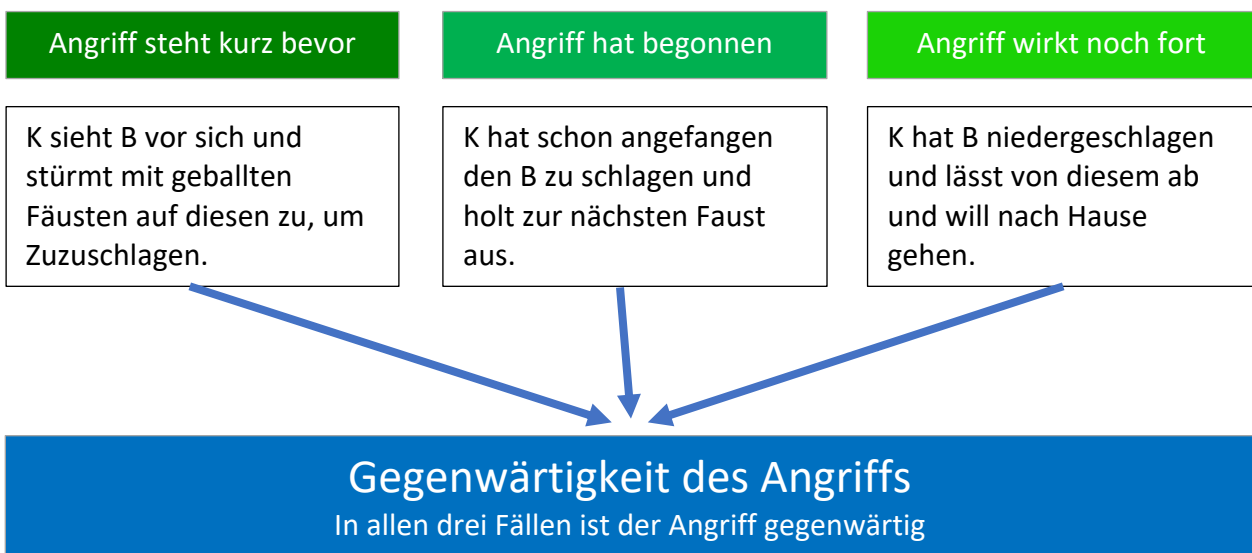 Angriff steht kurz bevor
Angriff hat begonnen
Angriff wirkt noch fort
K sieht B vor sich und
stürmt mit geballten
Fäusten auf diesen zu, um
Zuzuschlagen.
K hat schon angefangen
den B zu schlagen und
holt zur nächsten Faust
aus.
K hat B niedergeschlagen
und lässt von diesem ab
und will nach Hause
gehen.
Gegenwärtigkeit des Angriffs
In allen drei Fällen ist der Angriff gegenwärtig